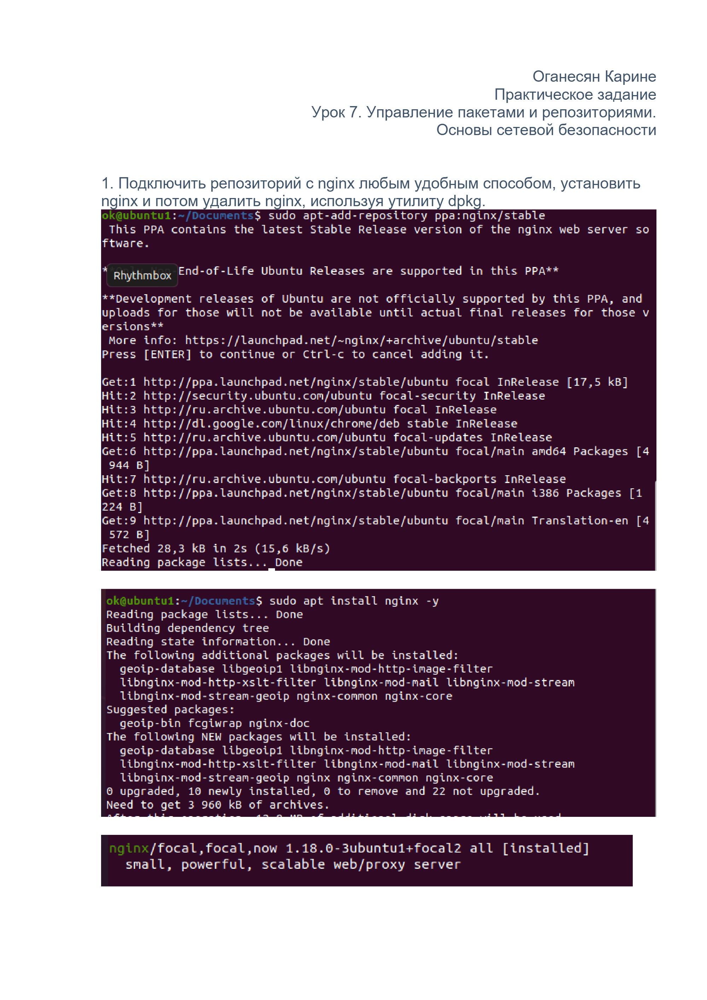 Оганесян Карине
Практическое задание
Урок 7. Управление пакетами и репозиториями.
Основы сетевой безопасности
1. Подключить репозиторий с nginx любым удобным способом, установить
nginx и потом удалить nginx, используя утилиту dpkg.
ok@ubuntu1:~/Documents$ sudo apt-add-repository ppa:nginx/stable
 This PPA contains the latest Stable Release version of the nginx web server so
ftware.
**Only Non-End-of-Life Ubuntu Releases are supported in this PPA**
Rhythmbox
**Development releases of Ubuntu are not officially supported by this PPA, and
uploads for those will not be available until actual final releases for those v
ersions**
 More info: https://launchpad.net/~nginx/+archive/ubuntu/stable
Press [ENTER] to continue or Ctrl-c to cancel adding it.
Get:1 http://ppa.launchpad.net/nginx/stable/ubuntu focal InRelease [17,5 kB]
Hit:2 http://security.ubuntu.com/ubuntu focal-security InRelease
Hit:3 http://ru.archive.ubuntu.com/ubuntu focal InRelease
Hit:4 http://dl.google.com/linux/chrome/deb stable InRelease
Hit:5 http://ru.archive.ubuntu.com/ubuntu focal-updates InRelease
Get:6 http://ppa.launchpad.net/nginx/stable/ubuntu focal/main amd64 Packages [4
 944 B]
Hit:7 http://ru.archive.ubuntu.com/ubuntu focal-backports InRelease
Get:8 http://ppa.launchpad.net/nginx/stable/ubuntu focal/main i386 Packages [1
224 B]
Get:9 http://ppa.launchpad.net/nginx/stable/ubuntu focal/main Translation-en [4
 572 B]
Fetched 28,3 kB in 2s (15,6 kB/s)
Reading package lists... Done
ok@ubuntu1:~/Documents$ sudo apt install nginx -y
Reading package lists... Done
Building dependency tree
Reading state information... Done
The following additional packages will be installed:
  geoip-database libgeoip1 libnginx-mod-http-image-filter
  libnginx-mod-http-xslt-filter libnginx-mod-mail libnginx-mod-stream
  libnginx-mod-stream-geoip nginx-common nginx-core
Suggested packages:
  geoip-bin fcgiwrap nginx-doc
The following NEW packages will be installed:
  geoip-database libgeoip1 libnginx-mod-http-image-filter
  libnginx-mod-http-xslt-filter libnginx-mod-mail libnginx-mod-stream
  libnginx-mod-stream-geoip nginx nginx-common nginx-core
0 upgraded, 10 newly installed, 0 to remove and 22 not upgraded.
Need to get 3 960 kB of archives.
After this operation, MB of additional disk space will be used.
nginx/focal,focal,now 1.18.0-3ubuntu1+focal2 all [installed]
  small, powerful, scalable web/proxy server